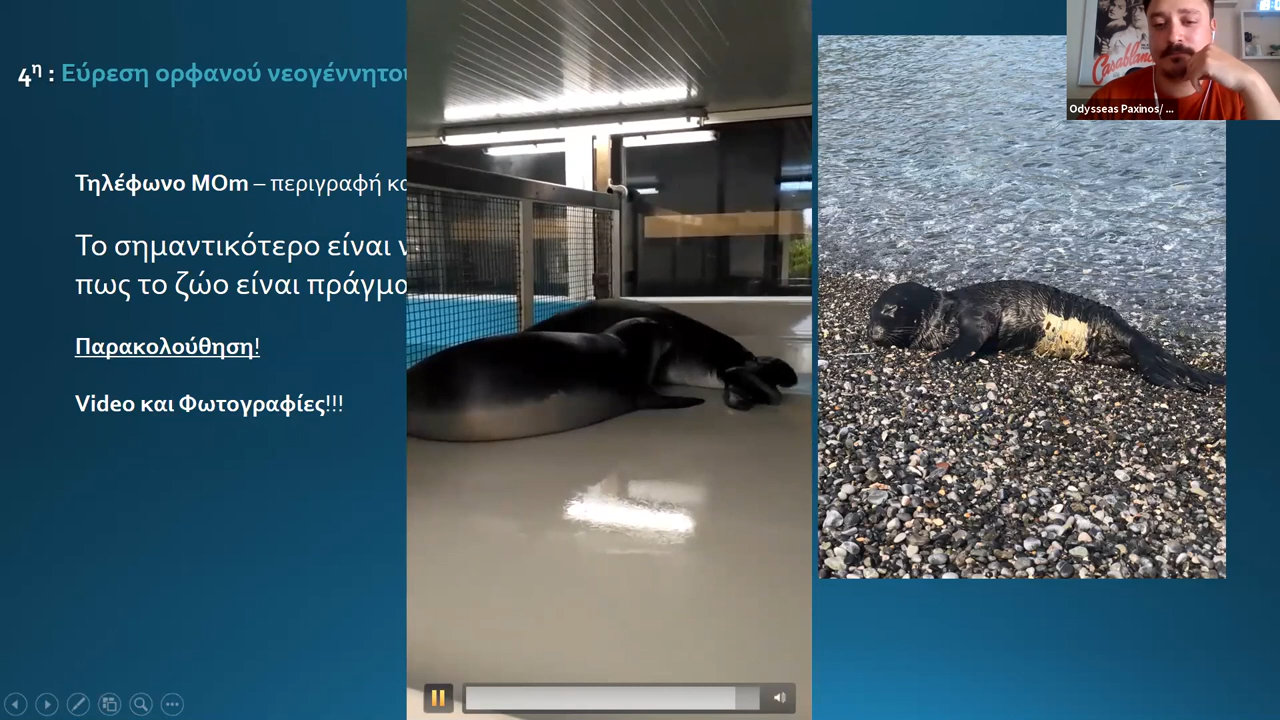 4η : Εύρεση ορφανού νεογέννητου
Τηλέφωνο MOm – περιγραφή κα
Το σημαντικότερο είναι ν
πως το ζώο είναι πράγμα
Παρακολούθηση!
Video και Φωτογραφίες!!!
Casablanca
Odysseas Paxinos/ ...